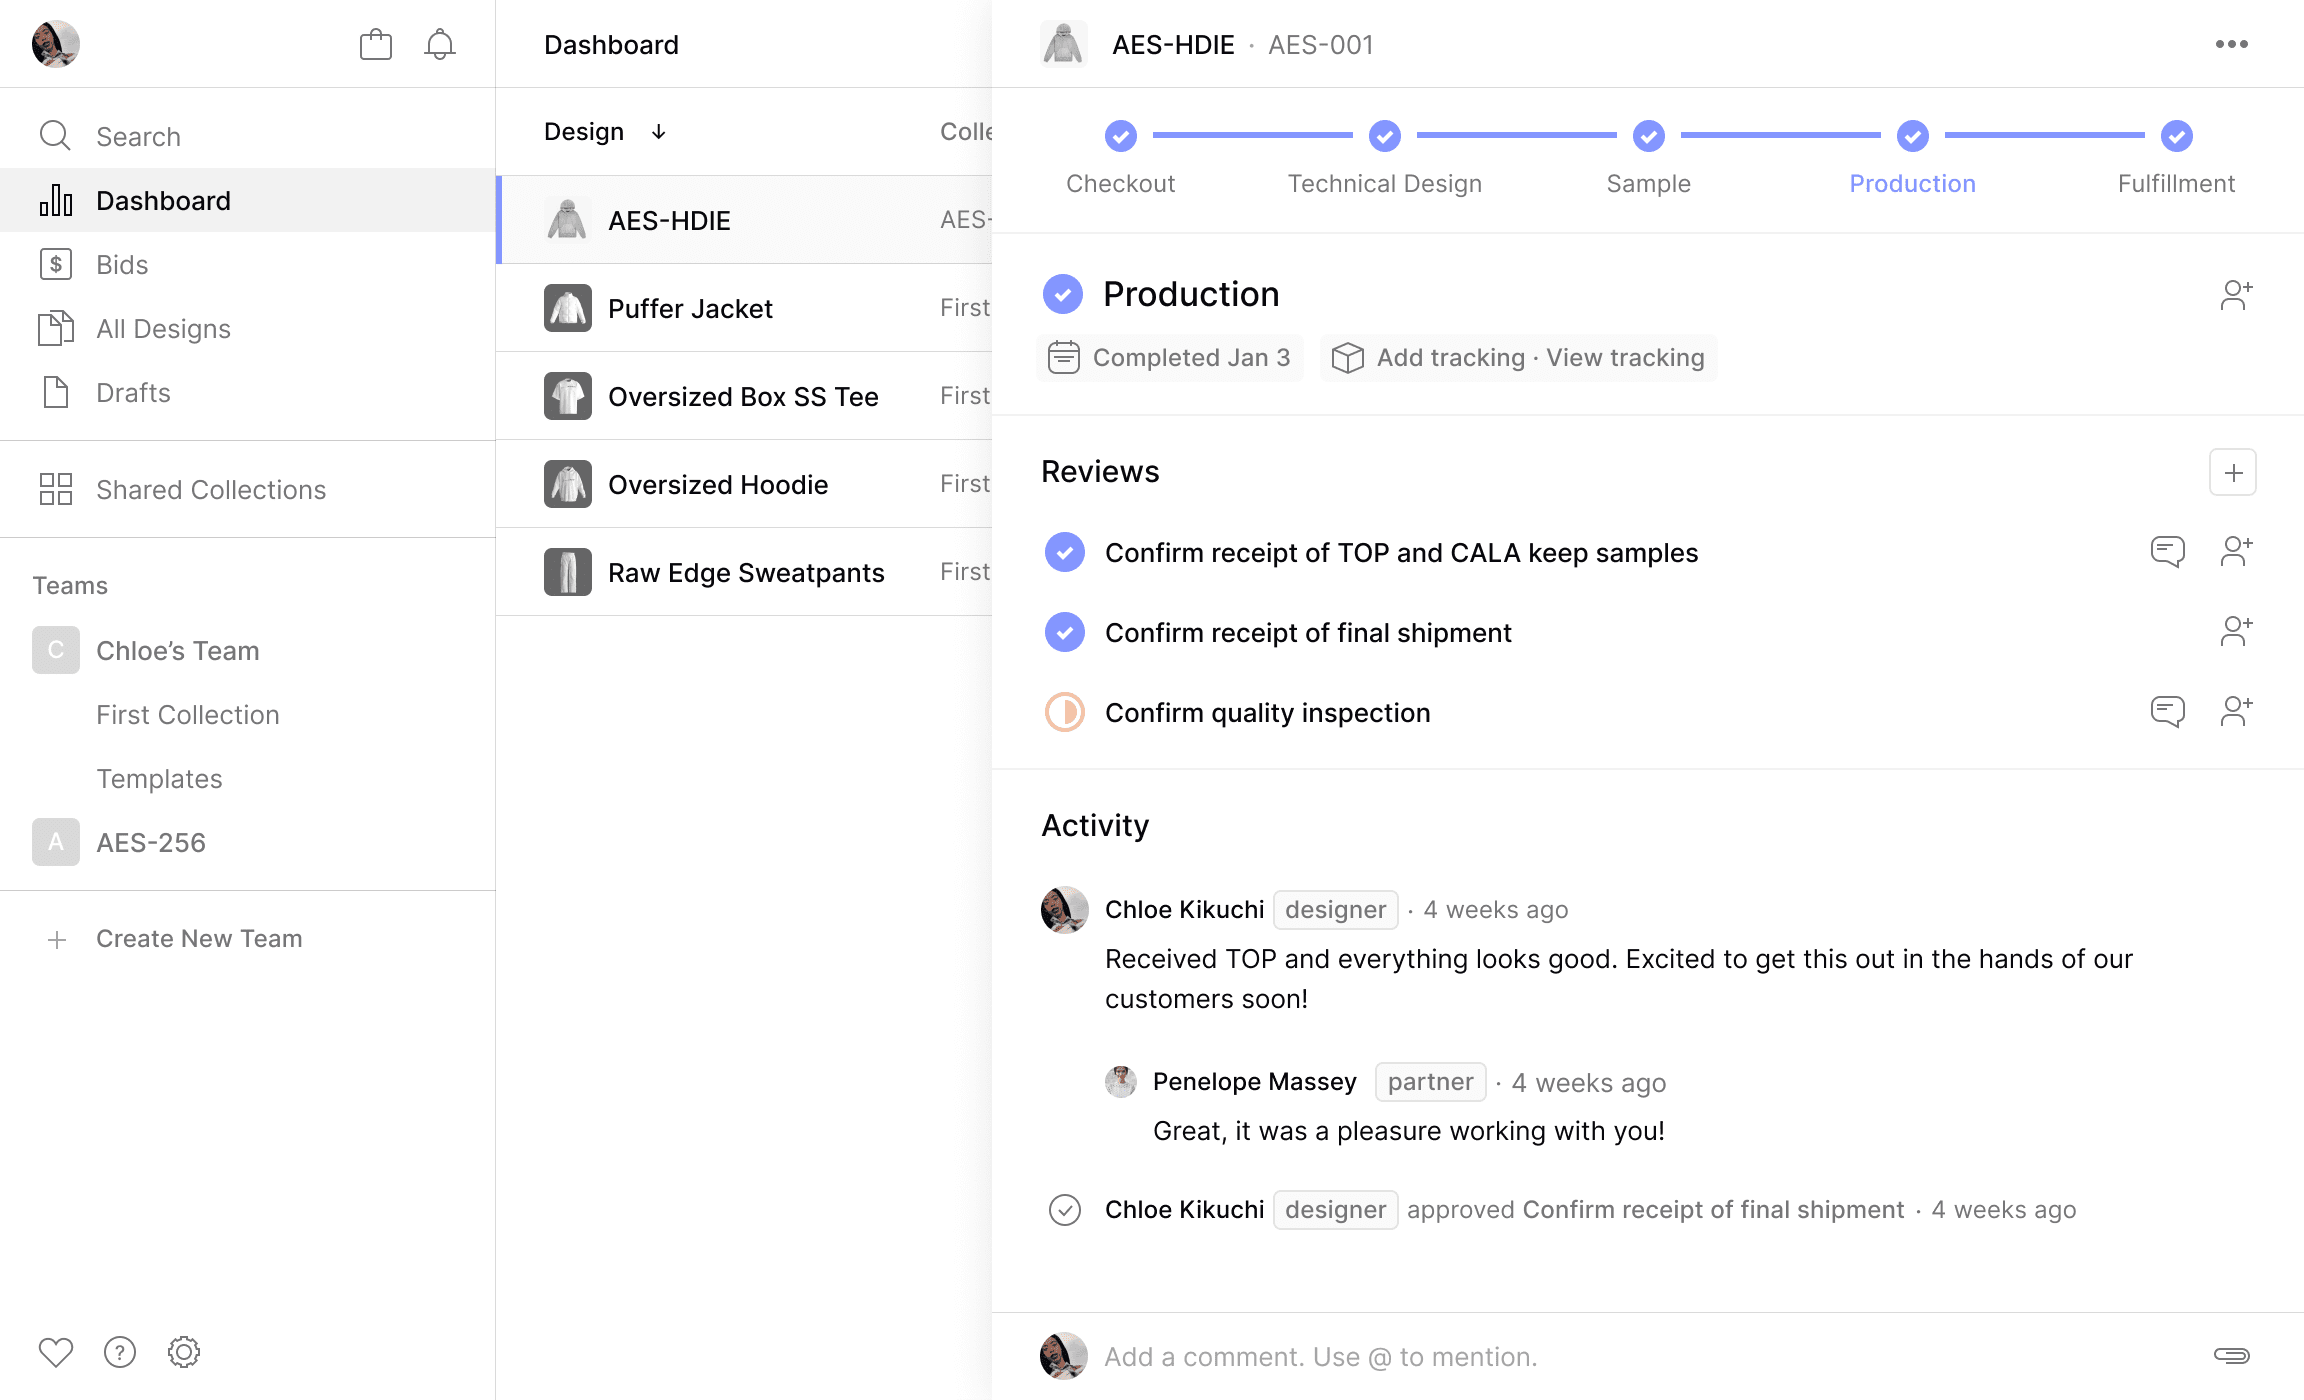 Search
Dashboard
$
Bids
All Designs
Drafts
Shared Collections
Teams
C
Chloe’s Team
First Collection
Templates
A
AES-256
+ Create New Team
?
Dashboard
Design ↓ Colle
AES-HDIE AES-
Puffer Jacket First
Oversized Box SS Tee First
Oversized Hoodie First
Raw Edge Sweatpants First
AES-HDIE · AES-001
Checkout
Technical Design
Sample
Production
Fulfillment
Production
Completed Jan 3
Add tracking · View tracking
Reviews
Confirm receipt of TOP and CALA keep samples
Confirm receipt of final shipment
Confirm quality inspection
Activity
Chloe Kikuchi designer · 4 weeks ago
Received TOP and everything looks good. Excited to get this out in the hands of our
customers soon!
Penelope Massey partner · 4 weeks ago
Great, it was a pleasure working with you!
Chloe Kikuchi designer approved Confirm receipt of final shipment · 4 weeks ago
Add a comment. Use @ to mention.